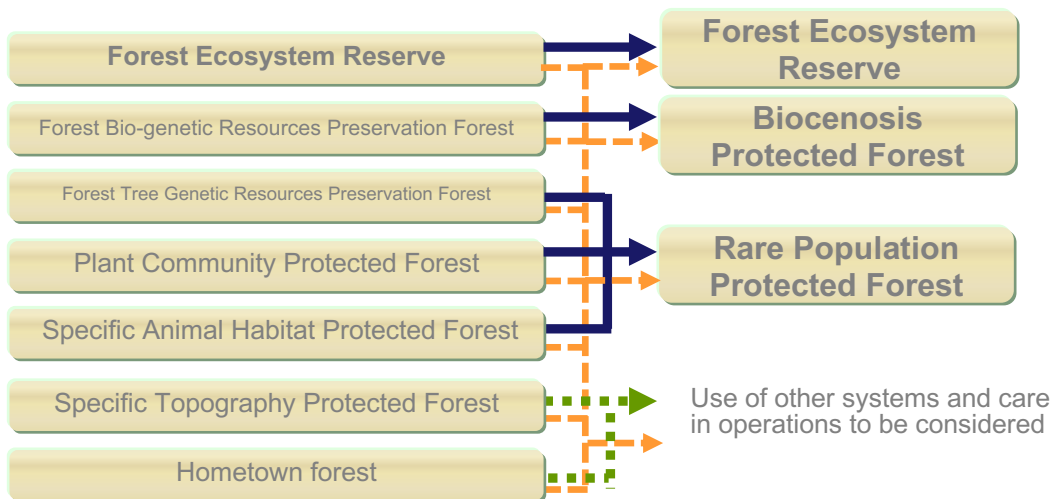 Forest Ecosystem Reserve
Forest Bio-genetic Resources Preservation Forest
Forest Tree Genetic Resources Preservation Forest
Plant Community Protected Forest
Specific Animal Habitat Protected Forest
Specific Topography Protected Forest
Hometown forest
Forest Ecosystem
Reserve
Biocenosis
Protected Forest
Rare Population
Protected Forest
Use of other systems and care
in operations to be considered